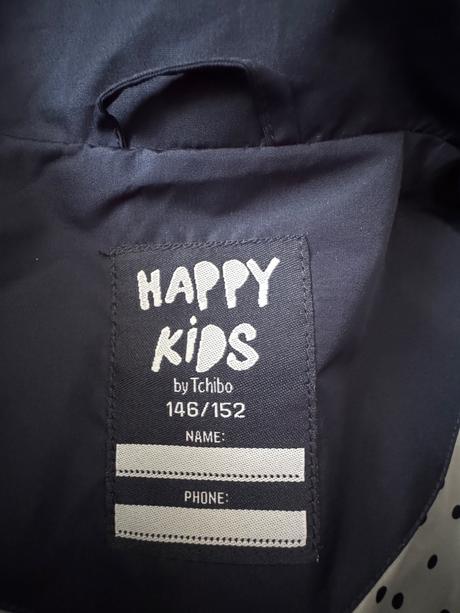 HAPPY
KiDS
by Tchibo
146/152
NAME:
PHONE: